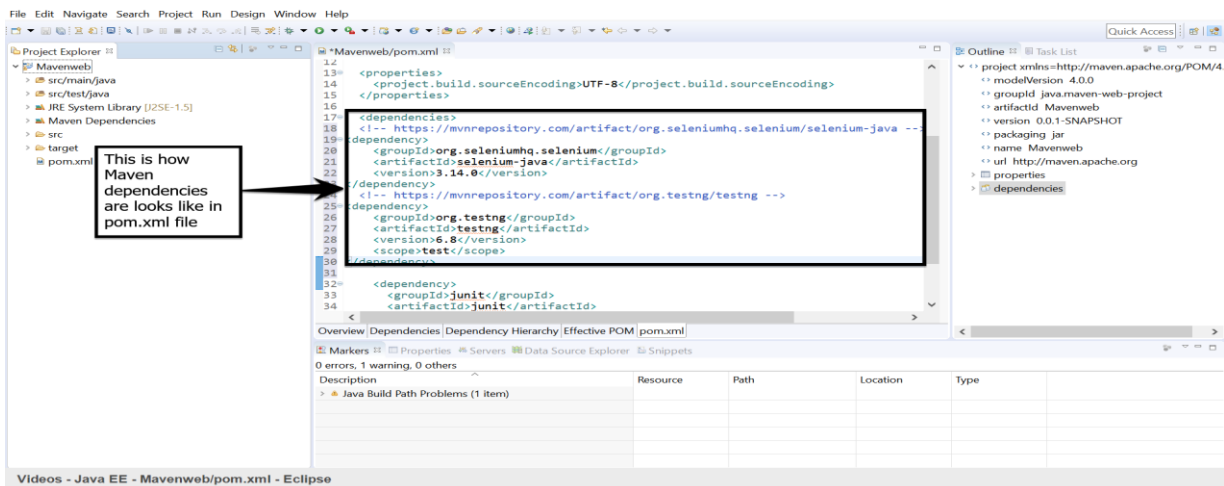 File Edit Navigate Search Project Run Design Window Help
Quick Access
Project Explorer
Mavenweb
src/main/java
src/test/java
JRE System Library [J2SE-1.5]
Maven Dependencies
src
target
pom.xml
This is how
Maven
dependencies
are looks like in
pom.xml file
*Mavenweb/pom.xml
12
13 <properties>
14 <project.build.sourceEncoding>UTF-8</project.build.sourceEncoding>
15 </properties>
16
17 <dependencies>
18 <!-- https://mvnrepository.com/artifact/org.seleniumhq.selenium/selenium-java --
19 <dependency>
20 <groupId>org.seleniumhq.selenium</groupId>
21 <artifactId>selenium-java</artifactId>
22 <version>3.14.0</version>
/dependency>
24 <!-- https://mvnrepository.com/artifact/org.testng/testng -->
25 <dependency>
26 <groupId>org.testng</groupId>
27 <artifactId>testng</artifactId>
28 <version>6.8</version>
29 <scope>test</scope>
30 </dependency>
31
32 <dependency>
33 <groupId>junit</groupId>
34 <artifactId>junit</artifactId>
Overview Dependencies Dependency Hierarchy Effective POM pom.xml
Outline Task List
project xmlns=http://maven.apache.org/POM/4.
modelVersion 4.0.0
groupId java.maven-web-project
artifactId Mavenweb
version 0.0.1-SNAPSHOT
packaging jar
name Mavenweb
url http://maven.apache.org
properties
dependencies
Markers Properties Servers Data Source Explorer Snippets
0 errors, 1 warning, 0 others
Description Resource Path Location Type
Java Build Path Problems (1 item)
Videos - Java EE - Mavenweb/pom.xml - Eclipse